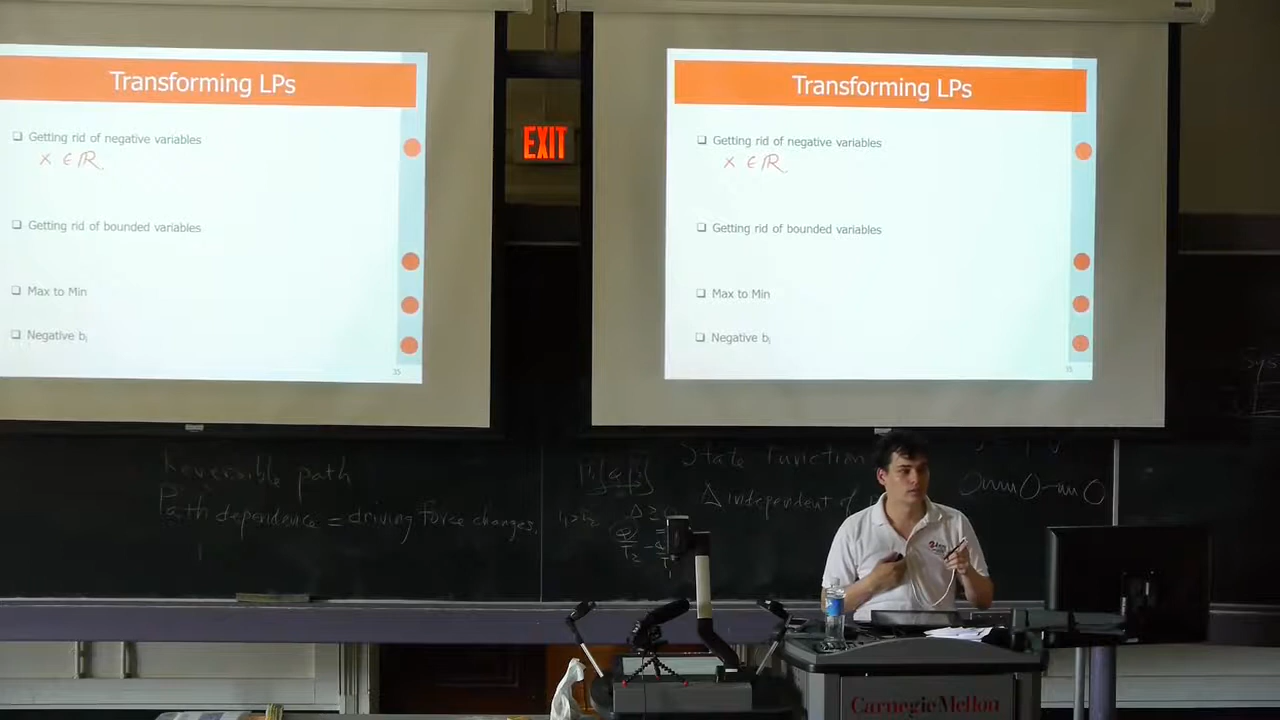 Transforming LPs
❑ Getting rid of negative variables
x ∈ ℝ
❑ Getting rid of bounded variables
❑ Max to Min
❑ Negative bᵢ
35
EXIT
Transforming LPs
❑ Getting rid of negative variables
x ∈ ℝ
❑ Getting rid of bounded variables
❑ Max to Min
❑ Negative bᵢ
35
Reversible path
Path dependence = driving force changes.
State Function
Δ independent of
Carnegie Mellon